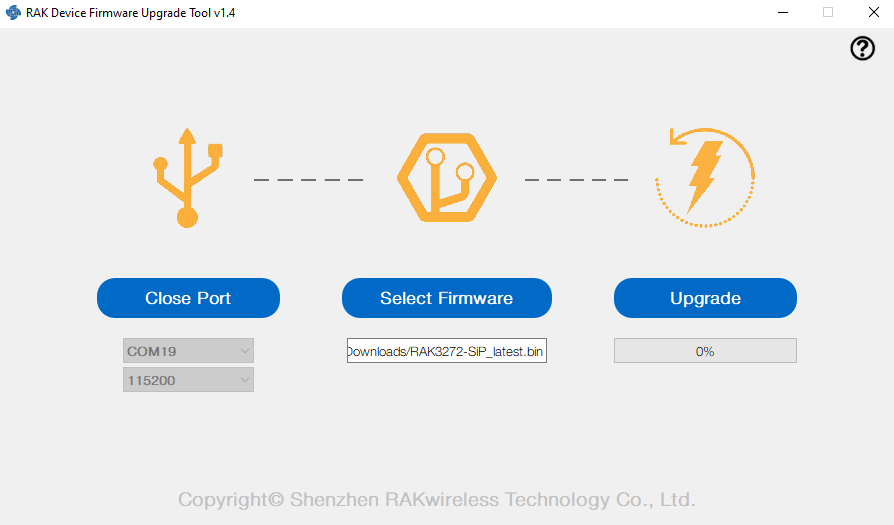 RAK Device Firmware Upgrade Tool v1.4
Close Port
Select Firmware
Upgrade
COM19
Downloads/RAK3272-SiP_latest.bin
0%
115200
Copyright© Shenzhen RAKwireless Technology Co., Ltd.